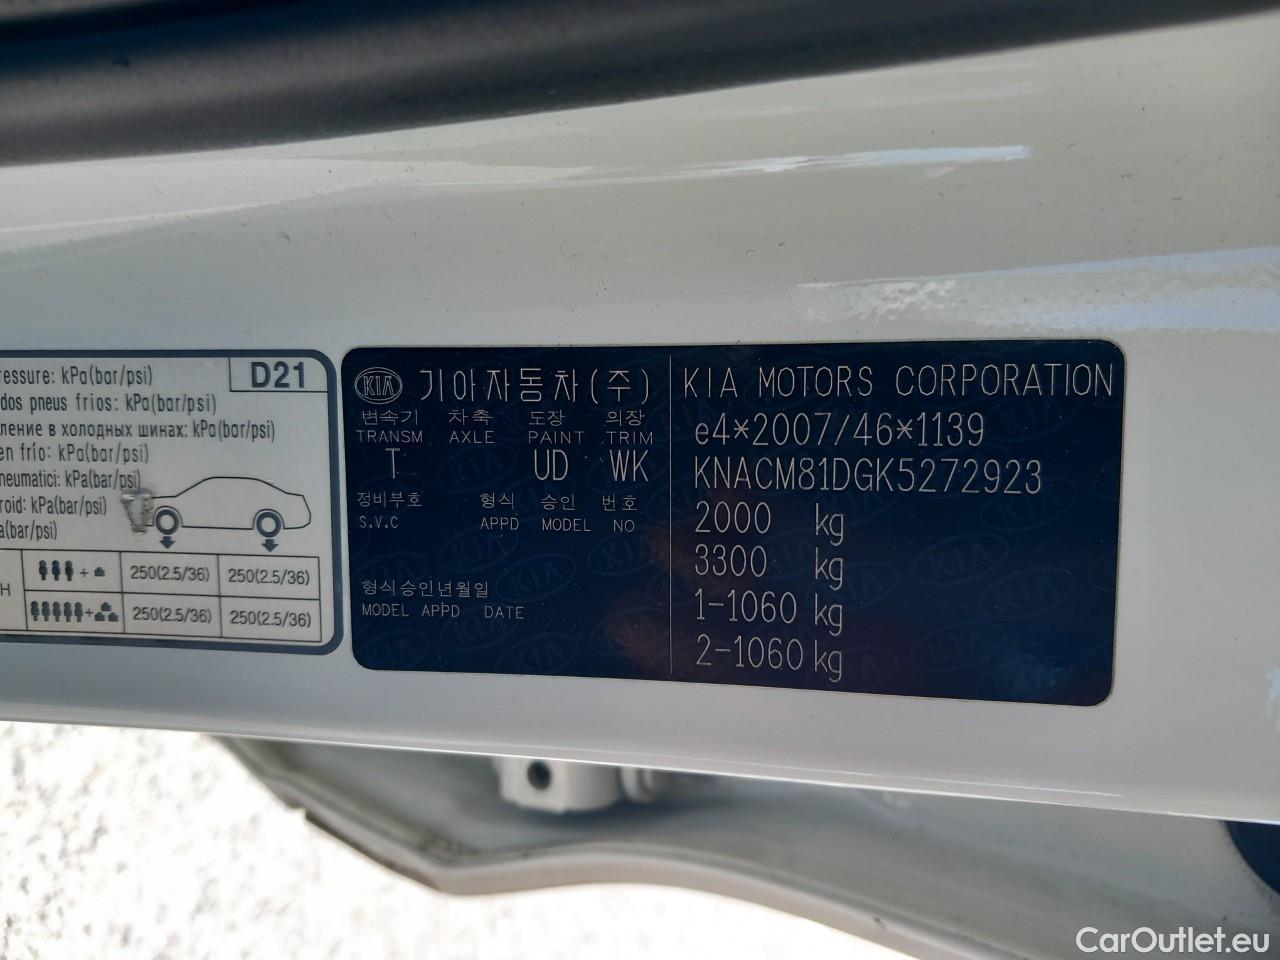 ressure: kPa(bar/psi)
D21
dos pneus frios: kPa(bar/psi)
ление в холодных шинах: kPa(bar/psi)
en frío: kPa(bar/psi)
neumatici: kPa(bar/psi)
roid: kPa(bar/psi)
a(bar/psi)
H
+
250(2.5/36) 250(2.5/36)
+
250(2.5/36) 250(2.5/36)
KIA 기아자동차(주)
변속기 차축 도장 의장
TRANSM AXLE PAINT TRIM
T UD WK
정비부호 형식 승인 번호
S.V.C APPD MODEL NO
형식승인년월일
MODEL APPD DATE
KIA MOTORS CORPORATION
e4*2007/46*1139
KNACM81DGK5272923
2000 kg
3300 kg
1-1060 kg
2-1060 kg
CarOutlet.eu